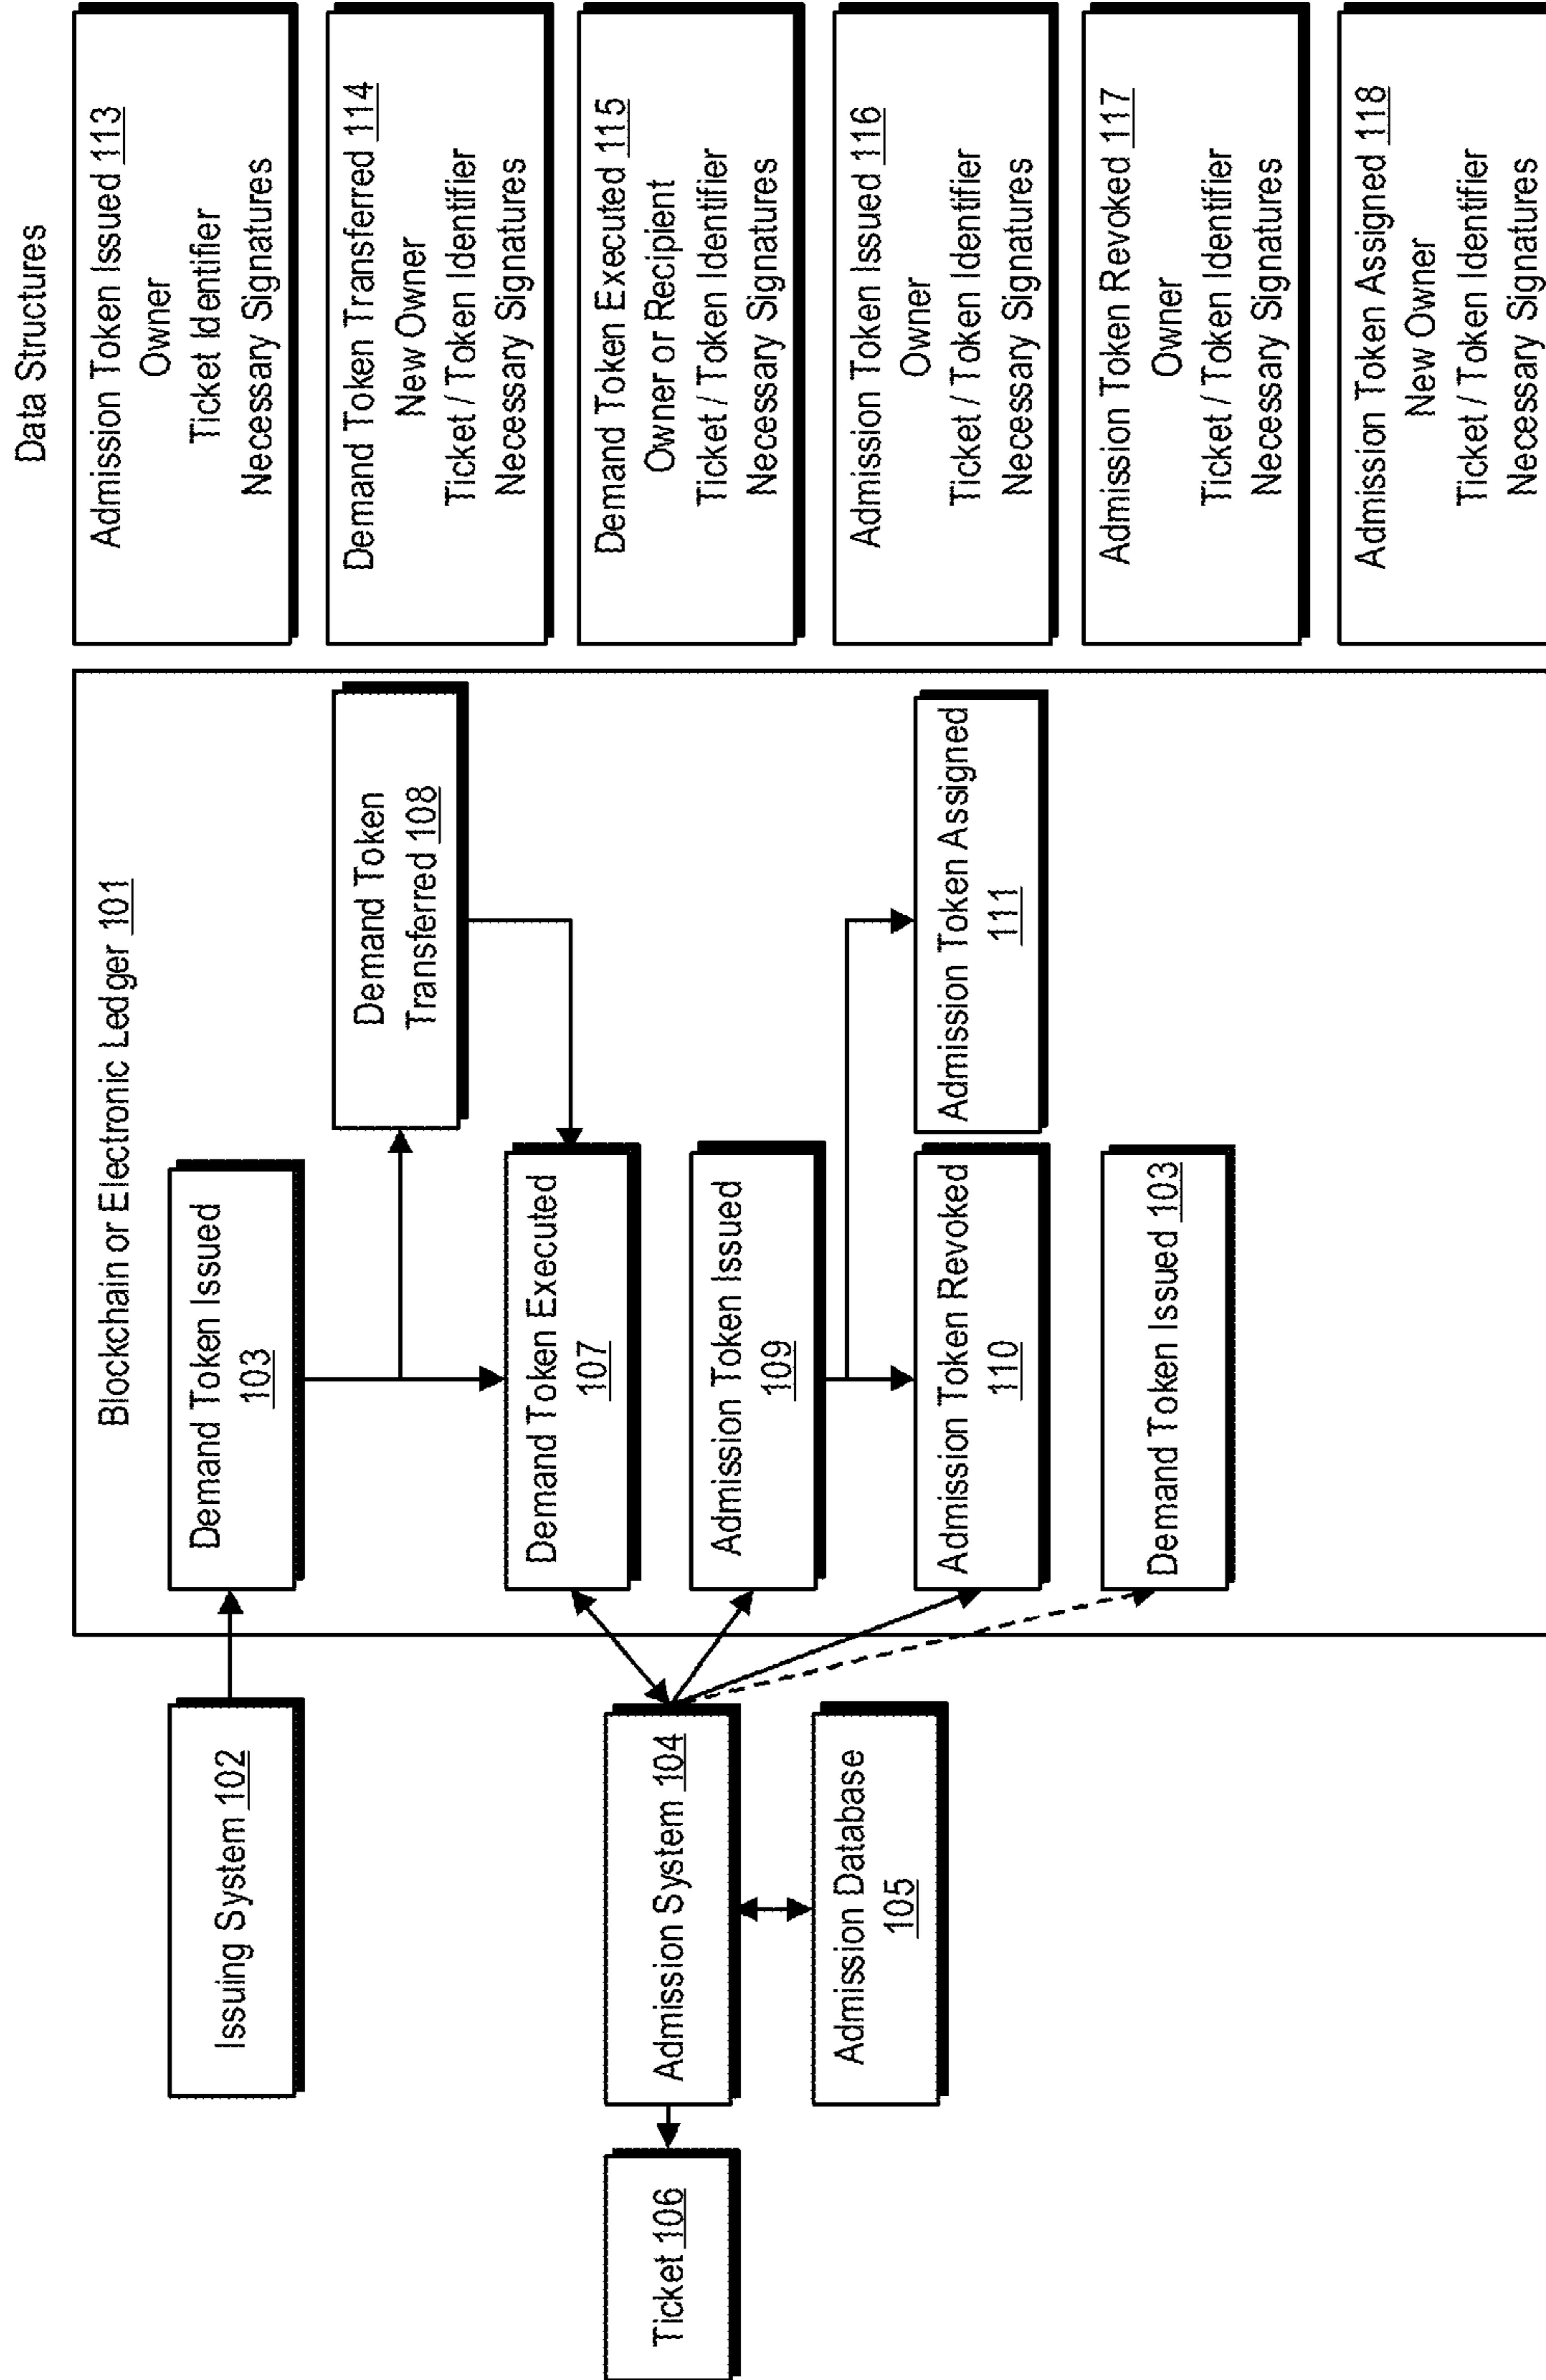 Data Structures
Blockchain or Electronic Ledger 101
Issuing System 102
Demand Token Issued
103
Demand Token
Transferred 108
Ticket 106
Admission System 104
Admission Database
105
Demand Token Executed
107
Admission Token Issued
109
Admission Token Revoked
110
Admission Token Assigned
111
Demand Token Issued 103
Admission Token Issued 113
Owner
Ticket Identifier
Necessary Signatures
Demand Token Transferred 114
New Owner
Ticket / Token Identifier
Necessary Signatures
Demand Token Executed 115
Owner or Recipient
Ticket / Token Identifier
Necessary Signatures
Admission Token Issued 116
Owner
Ticket / Token Identifier
Necessary Signatures
Admission Token Revoked 117
Owner
Ticket / Token Identifier
Necessary Signatures
Admission Token Assigned 118
New Owner
Ticket / Token Identifier
Necessary Signatures